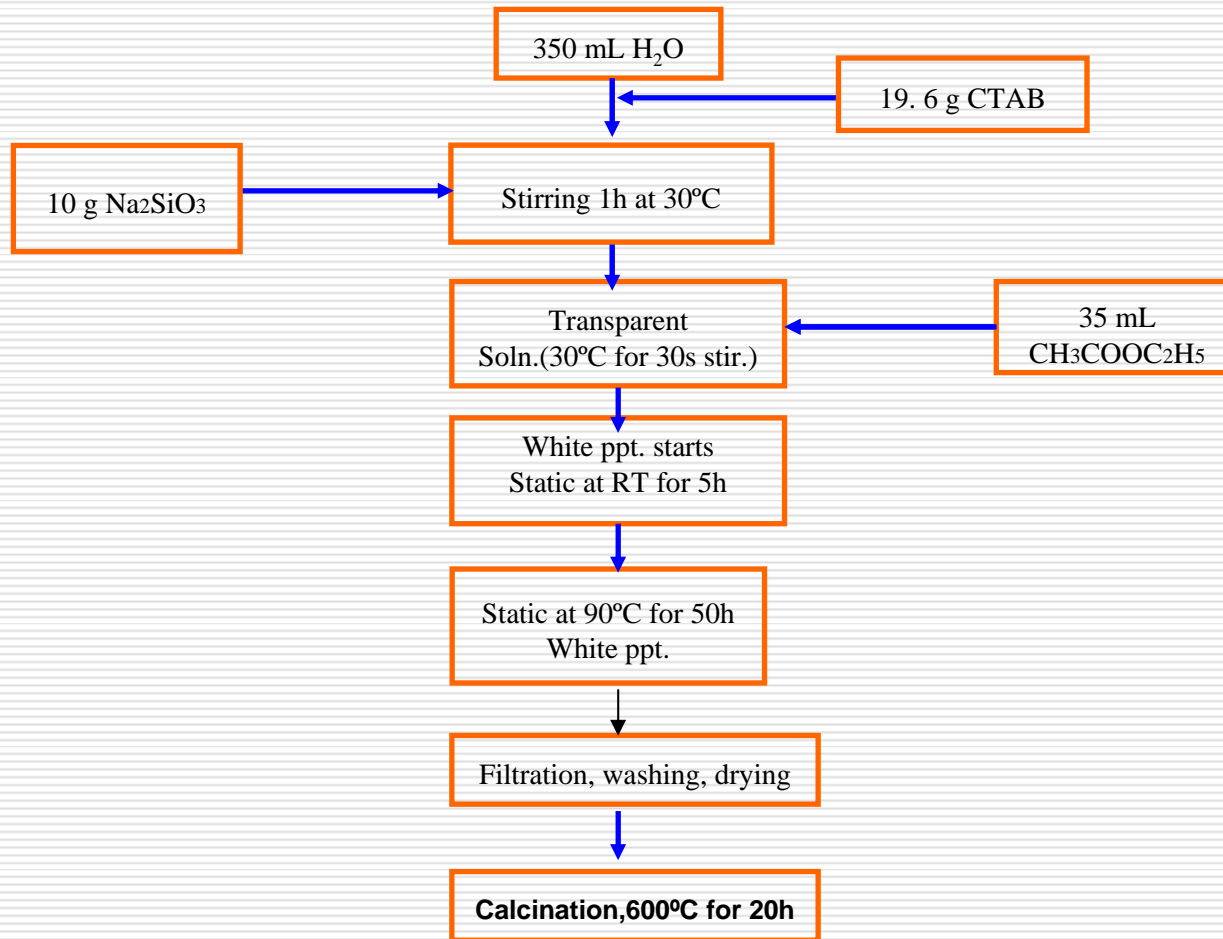 350 mL H₂O
19. 6 g CTAB
10 g Na2SiO3
Stirring 1h at 30ºC
Transparent
Soln.(30ºC for 30s stir.)
35 mL
CH3COOC2H5
White ppt. starts
Static at RT for 5h
Static at 90ºC for 50h
White ppt.
Filtration, washing, drying
Calcination,600ºC for 20h